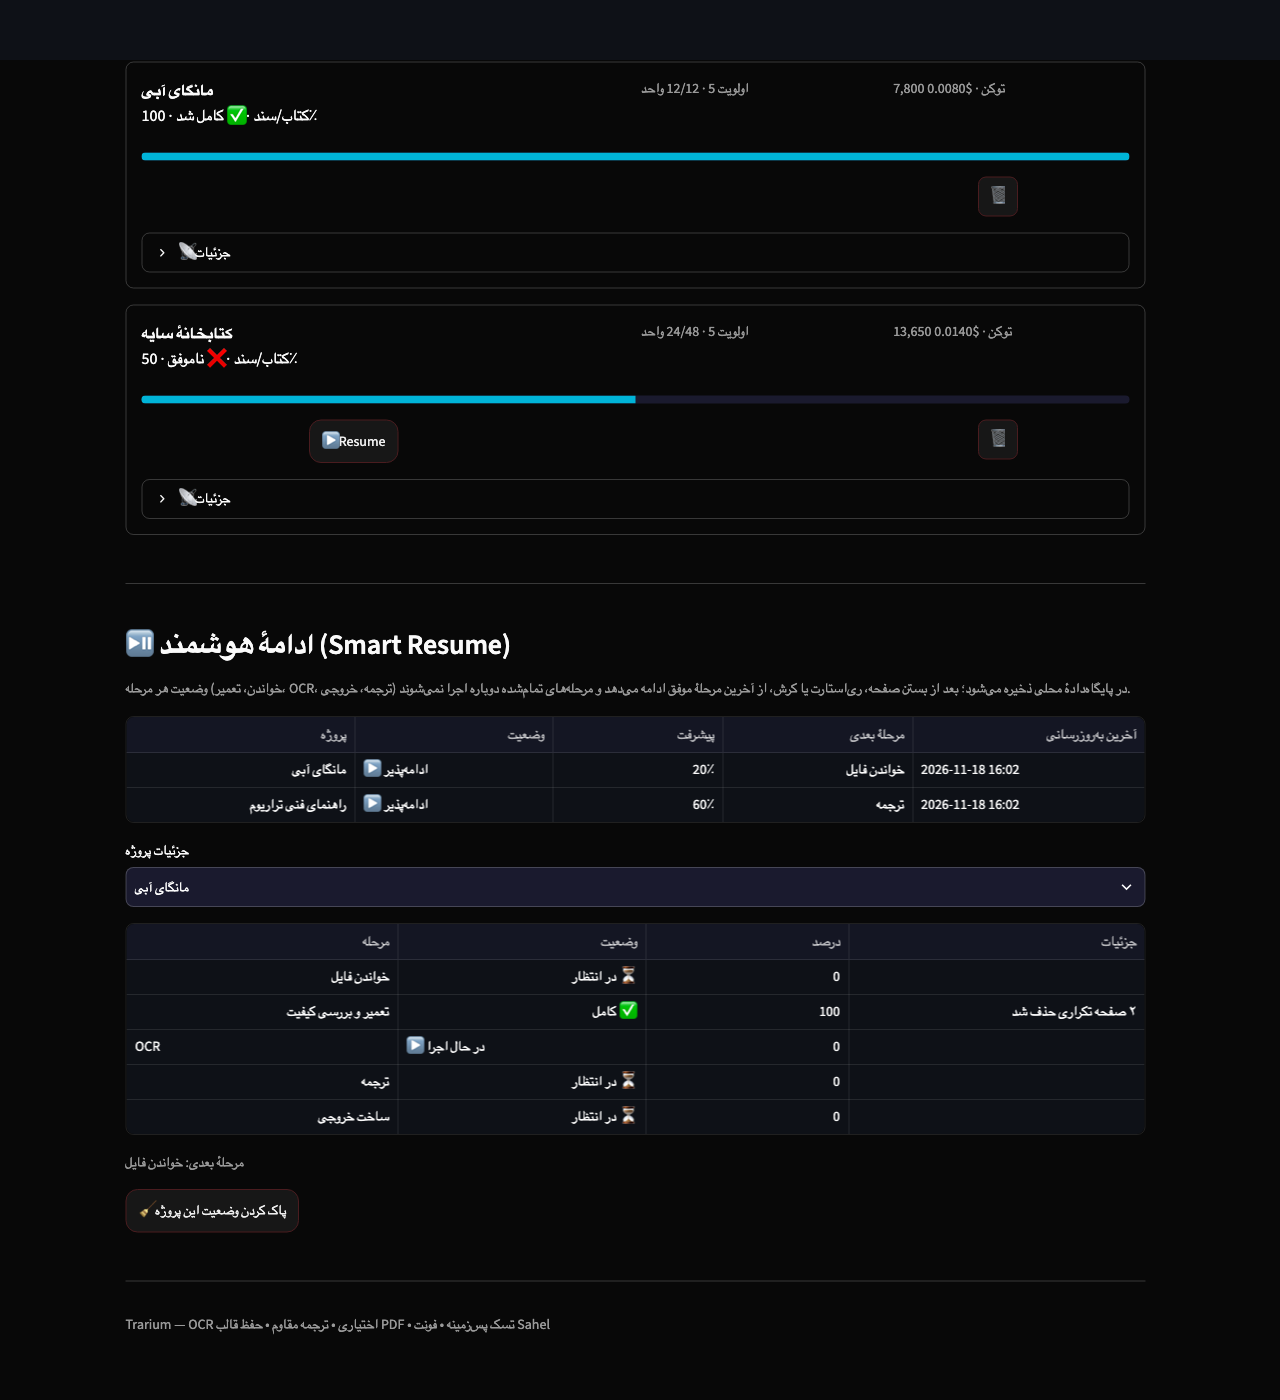 مانگای آبی
اولویت 5 · 12/12 واحد
7,800 توکن · 0.0080$
کتاب/سند · ✅ کامل شد · 100٪
🗑️
📡 جزئیات
کتابخانهٔ سایه
اولویت 5 · 24/48 واحد
13,650 توکن · 0.0140$
کتاب/سند · ❌ ناموفق · 50٪
▶️ Resume
🗑️
📡 جزئیات
⏯️ ادامهٔ هوشمند (Smart Resume)
وضعیت هر مرحله (خواندن، تعمیر، OCR، ترجمه، خروجی) در پایگاه‌دادهٔ محلی ذخیره می‌شود؛ بعد از بستن صفحه، ری‌استارت یا کرش، از آخرین مرحلهٔ موفق ادامه می‌دهد و مرحله‌های تمام‌شده دوباره اجرا نمی‌شوند.
پروژه وضعیت پیشرفت مرحلهٔ بعدی آخرین به‌روزرسانی
مانگای آبی ▶️ ادامه‌پذیر 20٪ خواندن فایل 2026-11-18 16:02
راهنمای فنی تراریوم ▶️ ادامه‌پذیر 60٪ ترجمه 2026-11-18 16:02
جزئیات پروژه
مانگای آبی
مرحله وضعیت درصد جزئیات
خواندن فایل ⏳ در انتظار 0
تعمیر و بررسی کیفیت ✅ کامل 100 ۲ صفحه تکراری حذف شد
OCR ▶️ در حال اجرا 0
ترجمه ⏳ در انتظار 0
ساخت خروجی ⏳ در انتظار 0
مرحلهٔ بعدی: خواندن فایل
🧹 پاک کردن وضعیت این پروژه
Trarium — OCR اختیاری • ترجمه مقاوم • حفظ قالب PDF • تسک پس‌زمینه • فونت Sahel